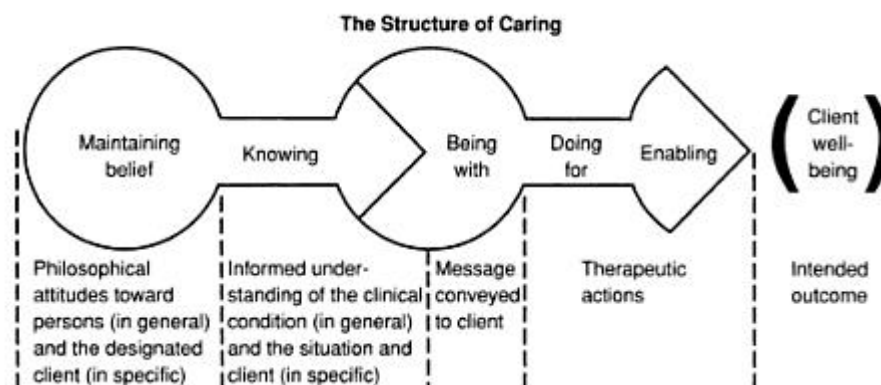 The Structure of Caring
Maintaining
belief
Knowing
Being
with
Doing
for
Enabling
Client
well-
being
Philosophical
attitudes toward
persons (in general)
and the designated
client (in specific)
Informed under-
standing of the clinical
condition (in general)
and the situation and
client (in specific)
Message
conveyed
to client
Therapeutic
actions
Intended
outcome